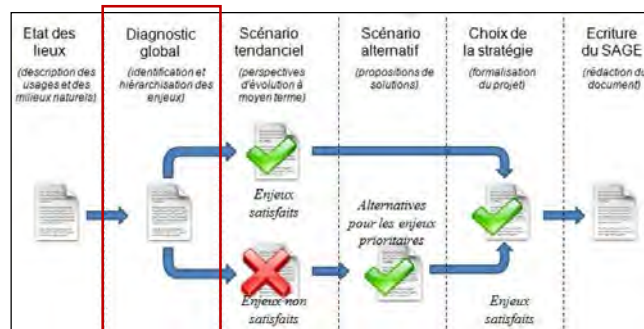 Etat des
lieux
(description des
usages et des
milieux naturels)
Diagnostic
global
(identification et
hiérarchisation des
enjeux)
Scénario
tendanciel
(perspectives
d'évolution à
moyen terme)
Scénario
alternatif
(propositions de
solutions)
Choix de
la stratégie
(formalisation
du projet)
Ecriture
du SAGE
(rédaction du
document)
Enjeux
satisfaits
Alternatives
pour les enjeux
prioritaires
Enjeux non
satisfaits
Enjeux
satisfaits